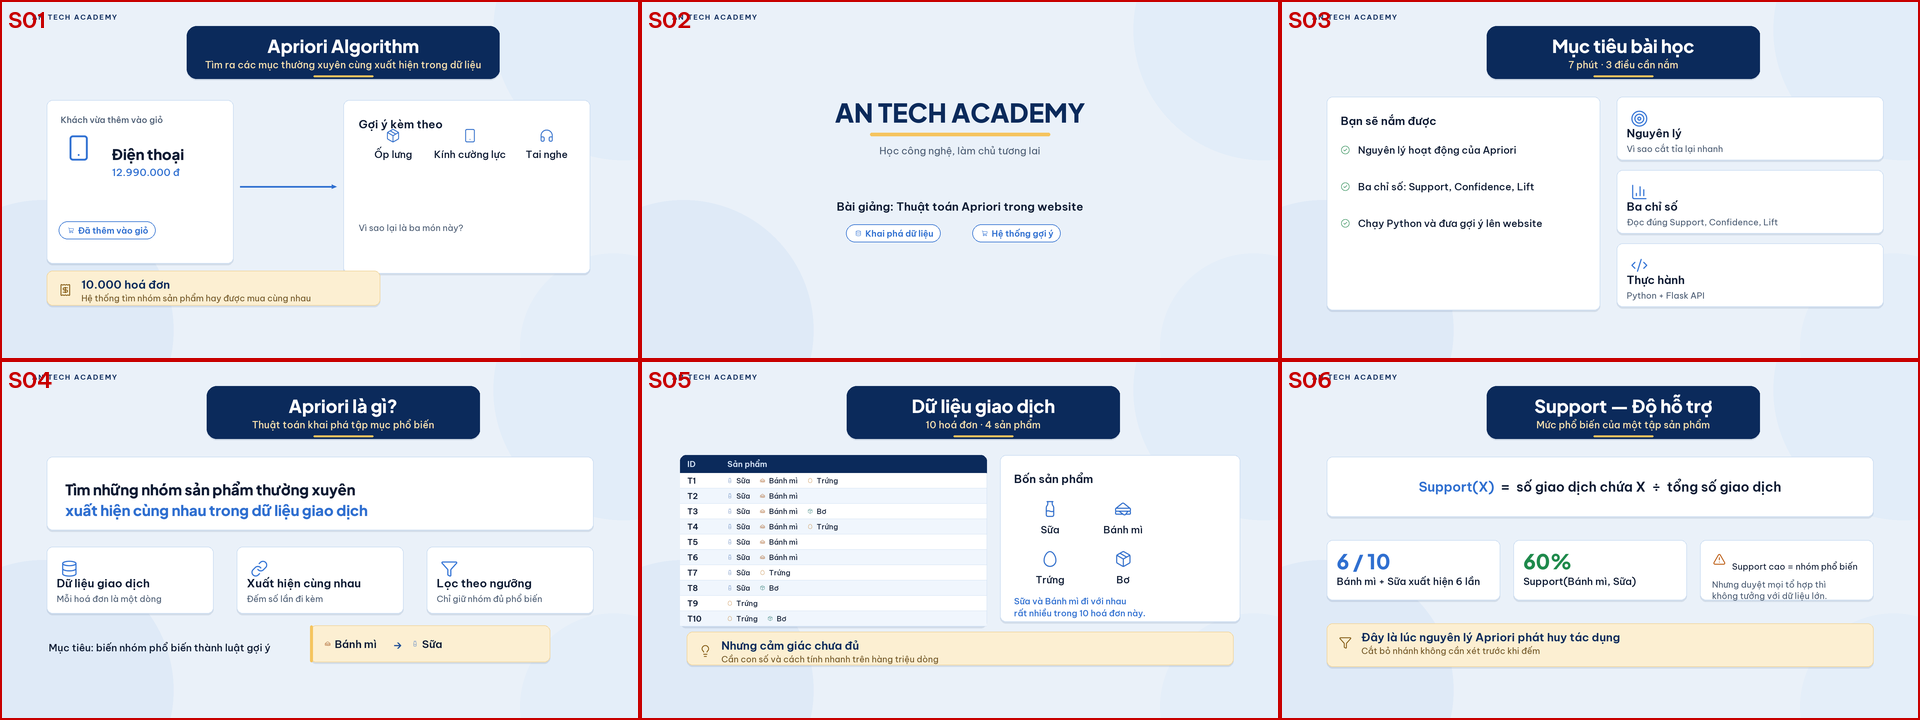 S01
AN TECH ACADEMY
Apriori Algorithm
Tìm ra các mục thường xuyên cùng xuất hiện trong dữ liệu
Khách vừa thêm vào giỏ
Điện thoại
12.990.000 đ
Đã thêm vào giỏ
Gợi ý kèm theo
Ốp lưng Kính cường lực Tai nghe
Vì sao lại là ba món này?
10.000 hoá đơn
Hệ thống tìm nhóm sản phẩm hay được mua cùng nhau
S02
AN TECH ACADEMY
AN TECH ACADEMY
Học công nghệ, làm chủ tương lai
Bài giảng: Thuật toán Apriori trong website
Khai phá dữ liệu Hệ thống gợi ý
S03
AN TECH ACADEMY
Mục tiêu bài học
7 phút · 3 điều cần nắm
Bạn sẽ nắm được
Nguyên lý hoạt động của Apriori
Ba chỉ số: Support, Confidence, Lift
Chạy Python và đưa gợi ý lên website
Nguyên lý
Vì sao cắt tỉa lại nhanh
Ba chỉ số
Đọc đúng Support, Confidence, Lift
Thực hành
Python + Flask API
S04
AN TECH ACADEMY
Apriori là gì?
Thuật toán khai phá tập mục phổ biến
Tìm những nhóm sản phẩm thường xuyên
xuất hiện cùng nhau trong dữ liệu giao dịch
Dữ liệu giao dịch
Mỗi hoá đơn là một dòng
Xuất hiện cùng nhau
Đếm số lần đi kèm
Lọc theo ngưỡng
Chỉ giữ nhóm đủ phổ biến
Mục tiêu: biến nhóm phổ biến thành luật gợi ý
Bánh mì → Sữa
S05
AN TECH ACADEMY
Dữ liệu giao dịch
10 hoá đơn · 4 sản phẩm
ID Sản phẩm
T1 Sữa Bánh mì Trứng
T2 Sữa Bánh mì
T3 Sữa Bánh mì Bơ
T4 Sữa Bánh mì Trứng
T5 Sữa Bánh mì
T6 Sữa Bánh mì
T7 Sữa Trứng
T8 Sữa Bơ
T9 Trứng
T10 Trứng Bơ
Bốn sản phẩm
Sữa Bánh mì
Trứng Bơ
Sữa và Bánh mì đi với nhau
rất nhiều trong 10 hoá đơn này.
Nhưng cảm giác chưa đủ
Cần con số và cách tính nhanh trên hàng triệu dòng
S06
AN TECH ACADEMY
Support — Độ hỗ trợ
Mức phổ biến của một tập sản phẩm
Support(X) = số giao dịch chứa X ÷ tổng số giao dịch
6 / 10
Bánh mì + Sữa xuất hiện 6 lần
60%
Support(Bánh mì, Sữa)
Support cao = nhóm phổ biến
Nhưng duyệt mọi tổ hợp thì
không tưởng với dữ liệu lớn.
Đây là lúc nguyên lý Apriori phát huy tác dụng
Cắt bỏ nhánh không cần xét trước khi đếm